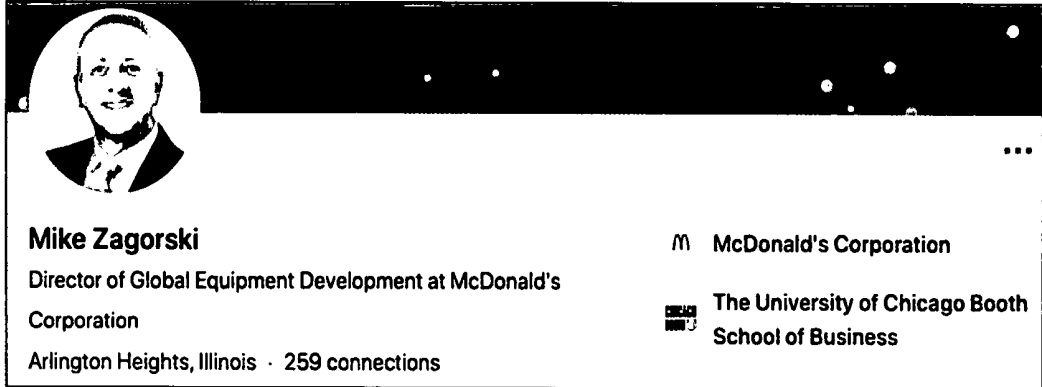 Mike Zagorski
Director of Global Equipment Development at McDonald's
Corporation
Arlington Heights, Illinois · 259 connections
McDonald's Corporation
The University of Chicago Booth
School of Business